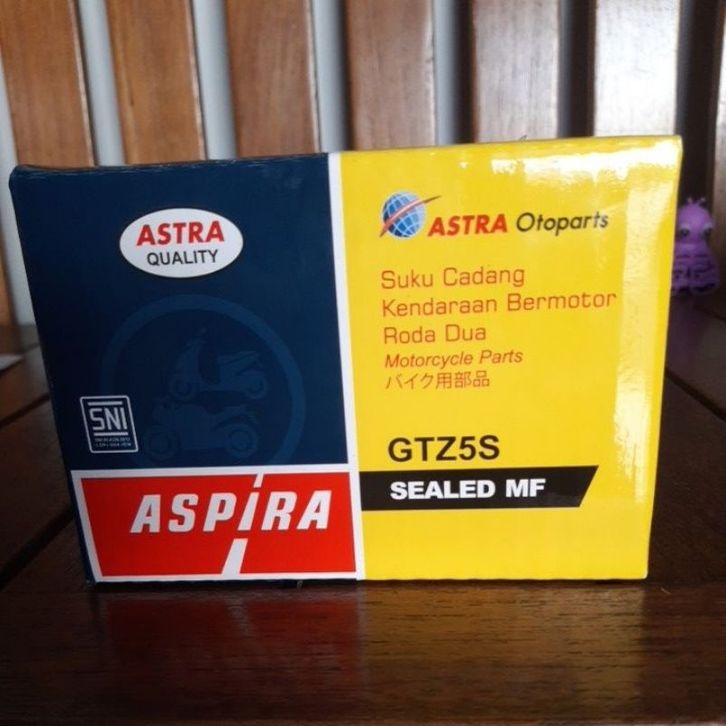 ASTRA
QUALITY
SNI
ASPIRA
ASTRA Otoparts
Suku Cadang
Kendaraan Bermotor
Roda Dua
Motorcycle Parts
バイク用部品
GTZ5S
SEALED MF